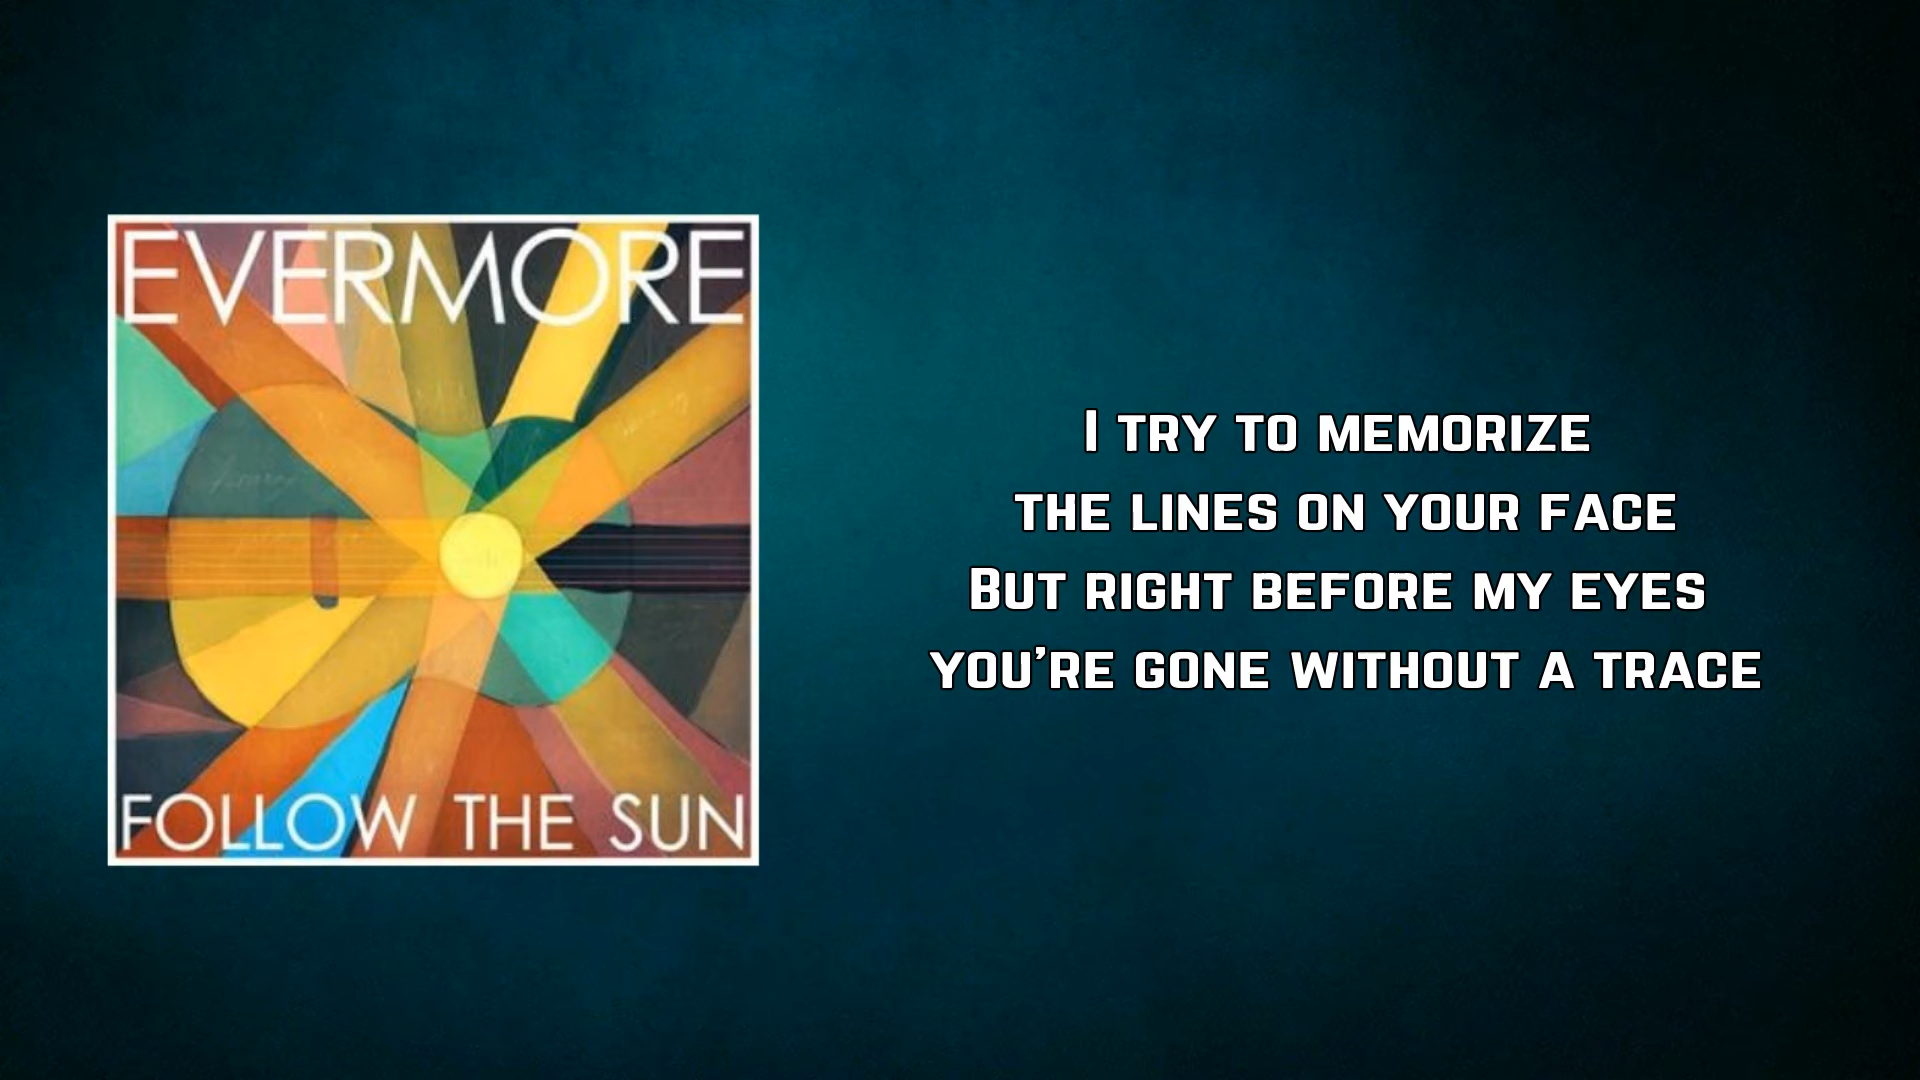 EVERMORE
FOLLOW THE SUN
I TRY TO MEMORIZE
THE LINES ON YOUR FACE
BUT RIGHT BEFORE MY EYES
YOU'RE GONE WITHOUT A TRACE